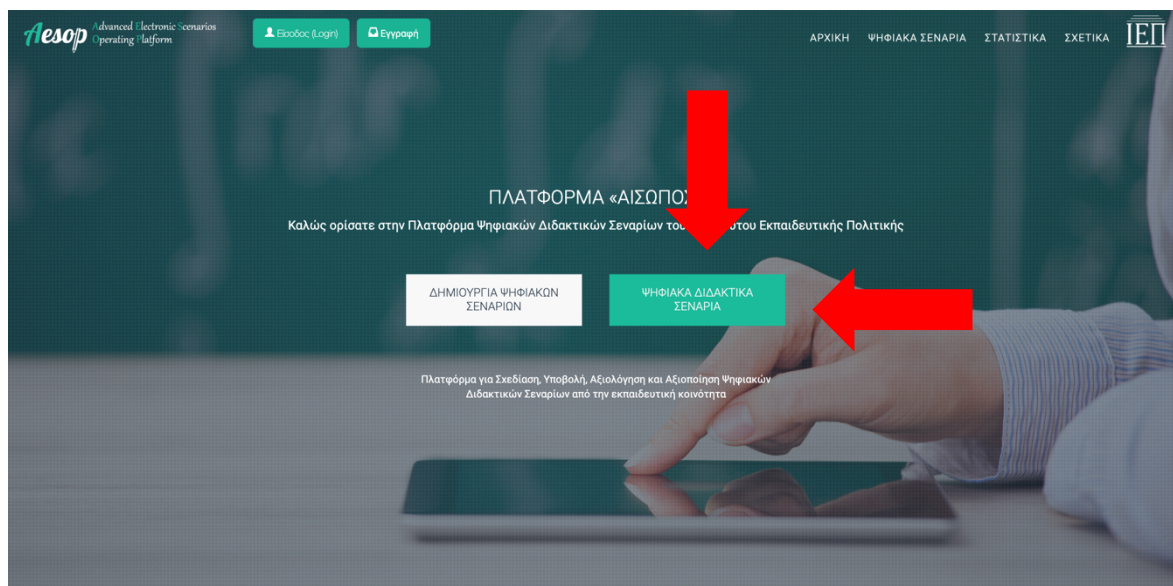 Aesop Advanced Electronic Scenarios
Operating Platform
Είσοδος (Login)
Εγγραφή
ΑΡΧΙΚΗ ΨΗΦΙΑΚΑ ΣΕΝΑΡΙΑ ΣΤΑΤΙΣΤΙΚΑ ΣΧΕΤΙΚΑ ΙΕΠ
ΠΛΑΤΦΟΡΜΑ «ΑΙΣΩΠΟΣ
Καλώς ορίσατε στην Πλατφόρμα Ψηφιακών Διδακτικών Σεναρίων του Εκπαιδευτικής Πολιτικής
ΔΗΜΙΟΥΡΓΙΑ ΨΗΦΙΑΚΩΝ
ΣΕΝΑΡΙΩΝ
ΨΗΦΙΑΚΑ ΔΙΔΑΚΤΙΚΑ
ΣΕΝΑΡΙΑ
Πλατφόρμα για Σχεδίαση, Υποβολή, Αξιολόγηση και Αξιοποίηση Ψηφιακών
Διδακτικών Σεναρίων από την εκπαιδευτική κοινότητα